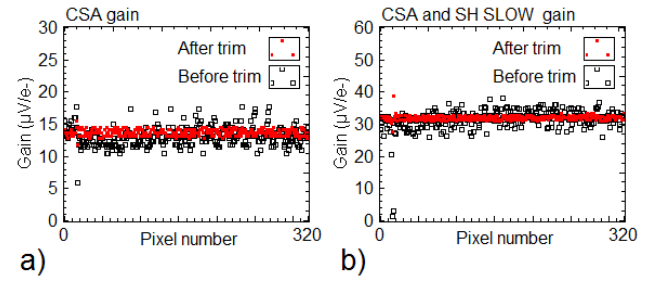 CSA gain
After trim
Before trim
Gain (µV/e-)
30
25
20
15
10
5
0
0
320
Pixel number
a)
CSA and SH SLOW gain
After trim
Before trim
Gain (µV/e-)
60
50
40
30
20
10
0
0
320
Pixel number
b)